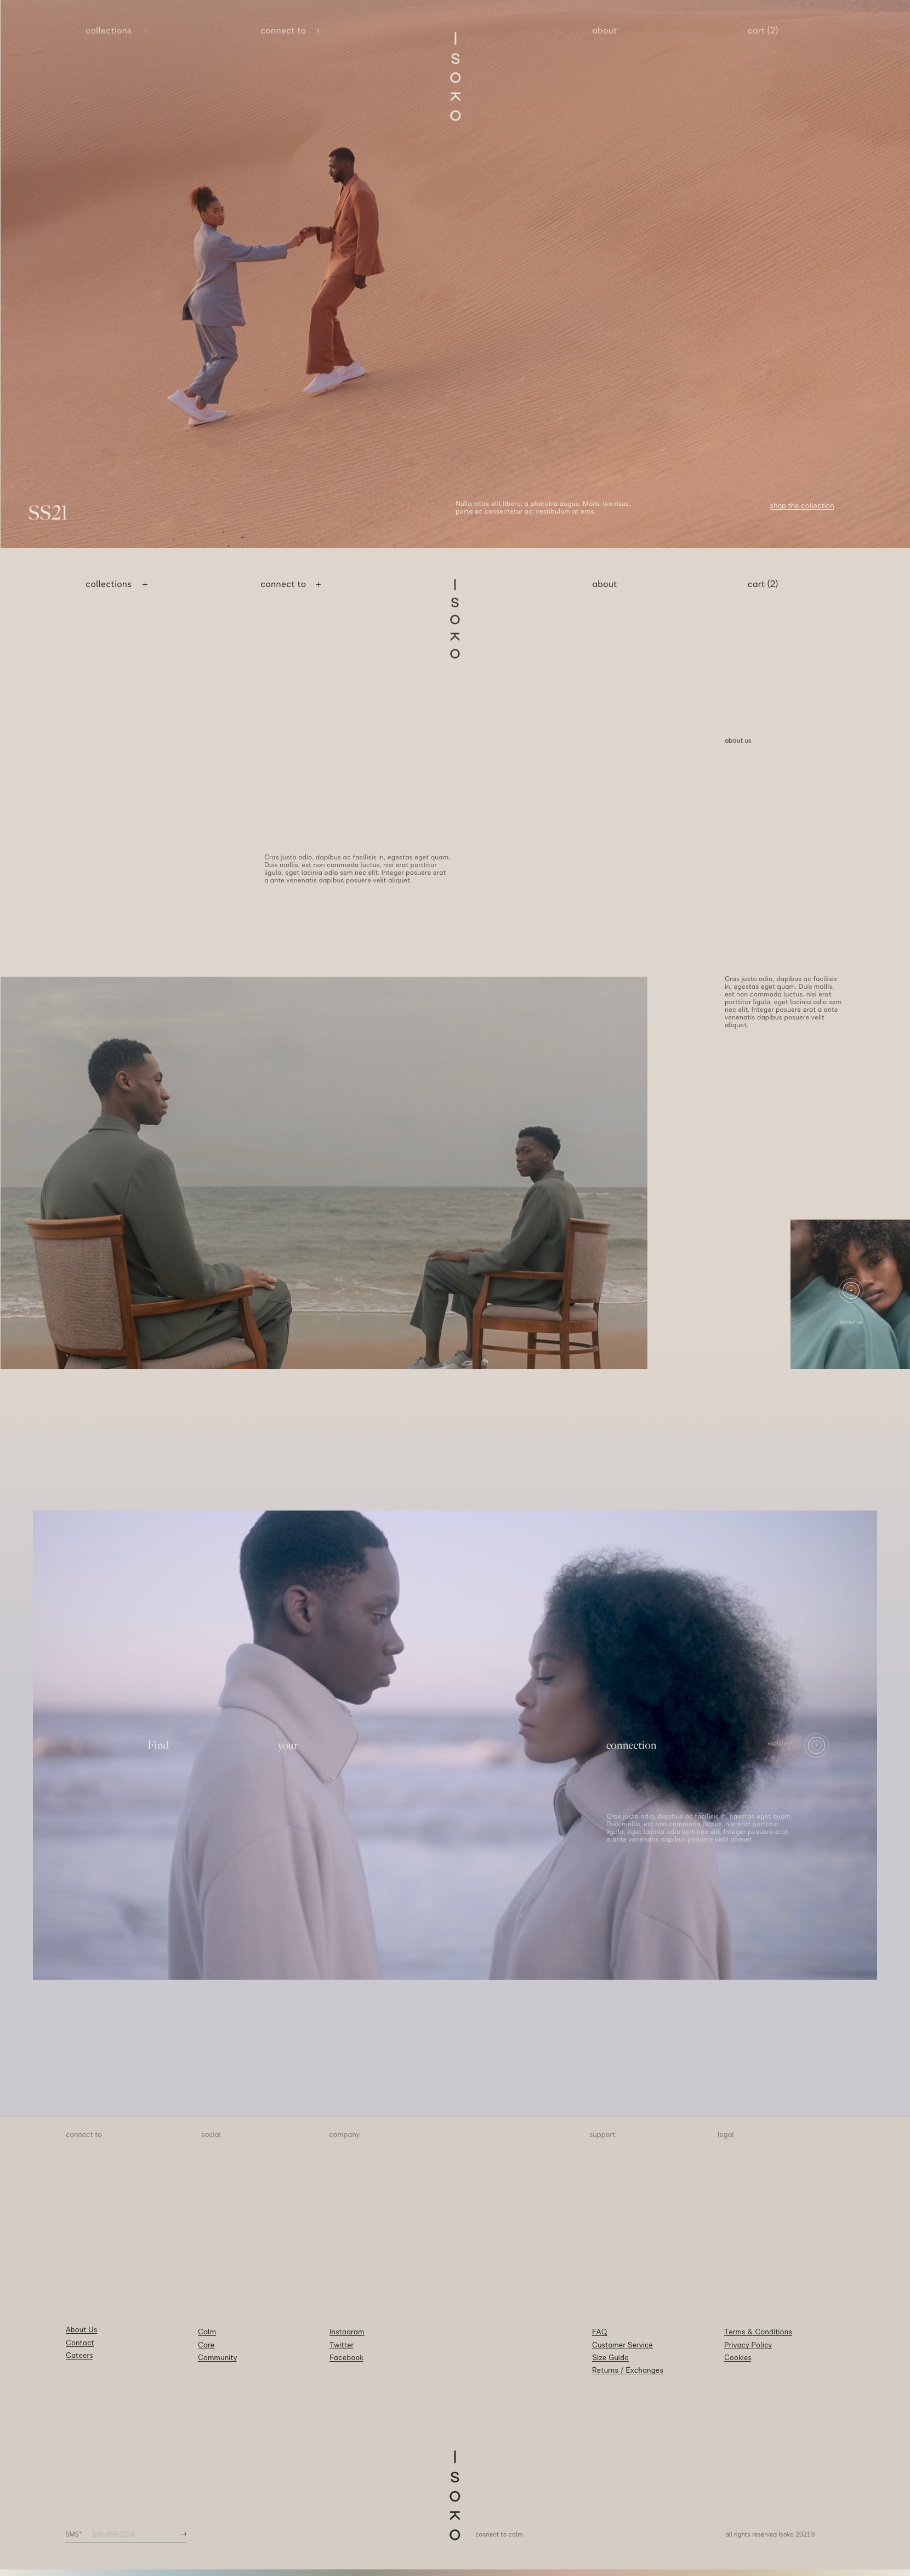 collections +
connect to +
ISOKO
about
cart (2)
SS21
Nulla vitae elit libero, a pharetra augue. Morbi leo risus,
porta ac consectetur ac, vestibulum at eros.
shop the collection
collections +
connect to +
ISOKO
about
cart (2)
about us
Cras justo odio, dapibus ac facilisis in, egestas eget quam.
Duis mollis, est non commodo luctus, nisi erat porttitor
ligula, eget lacinia odio sem nec elit. Integer posuere erat
a ante venenatis dapibus posuere velit aliquet.
Cras justo odio, dapibus ac facilisis
in, egestas eget quam. Duis mollis,
est non commodo luctus, nisi erat
porttitor ligula, eget lacinia odio sem
nec elit. Integer posuere erat a ante
venenatis dapibus posuere velit
aliquet.
about us
Find your connection
Cras justo odio, dapibus ac facilisis in, egestas eget quam.
Duis mollis, est non commodo luctus, nisi erat porttitor
ligula, eget lacinia odio sem nec elit. Integer posuere erat
a ante venenatis dapibus posuere velit aliquet.
connect to
social
company
support
legal
About Us
Contact
Cateers
Calm
Care
Community
Instagram
Twitter
Facebook
FAQ
Customer Service
Size Guide
Returns / Exchanges
Terms & Conditions
Privacy Policy
Cookies
ISOKO
SMS* 555-555-1234 →
connect to calm.
all rights reserved Isoko 2021®